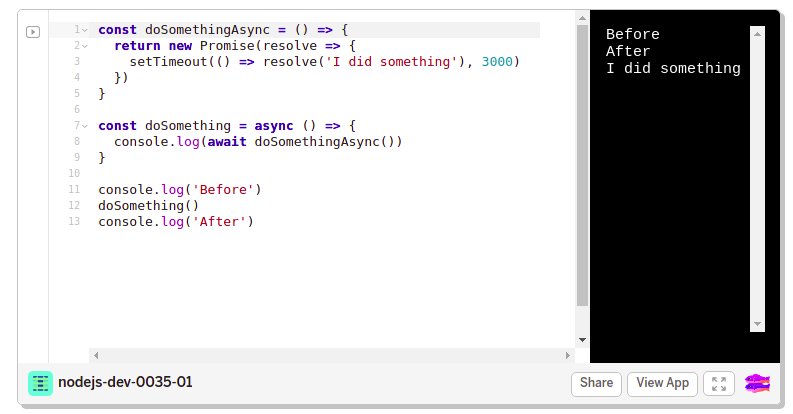 1 const doSomethingAsync = () => {
2   return new Promise(resolve => {
3     setTimeout(() => resolve('I did something'), 3000)
4   })
5 }
6
7 const doSomething = async () => {
8   console.log(await doSomethingAsync())
9 }
10
11 console.log('Before')
12 doSomething()
13 console.log('After')
Before
After
I did something
nodejs-dev-0035-01
Share
View App